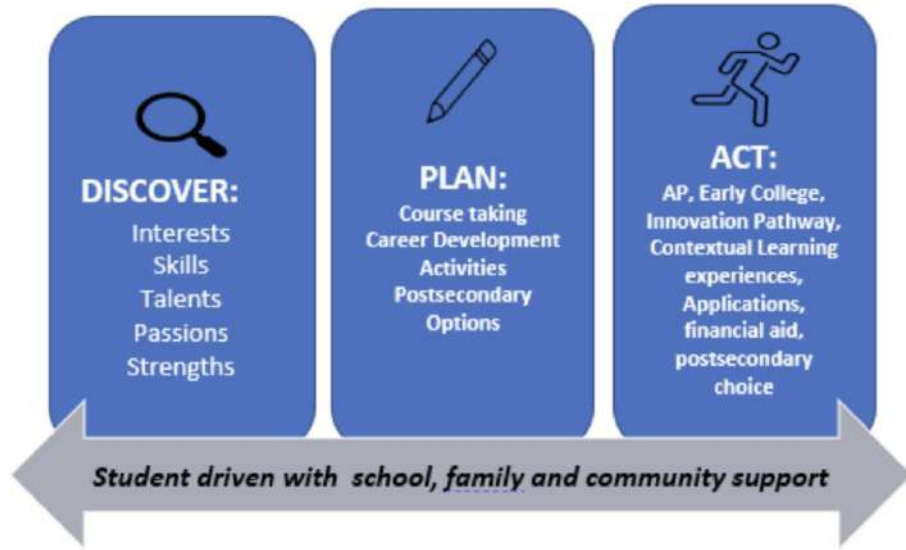 DISCOVER:
Interests
Skills
Talents
Passions
Strengths
PLAN:
Course taking
Career Development
Activities
Postsecondary
Options
ACT:
AP, Early College,
Innovation Pathway,
Contextual Learning
experiences,
Applications,
financial aid,
postsecondary
choice
Student driven with school, family and community support